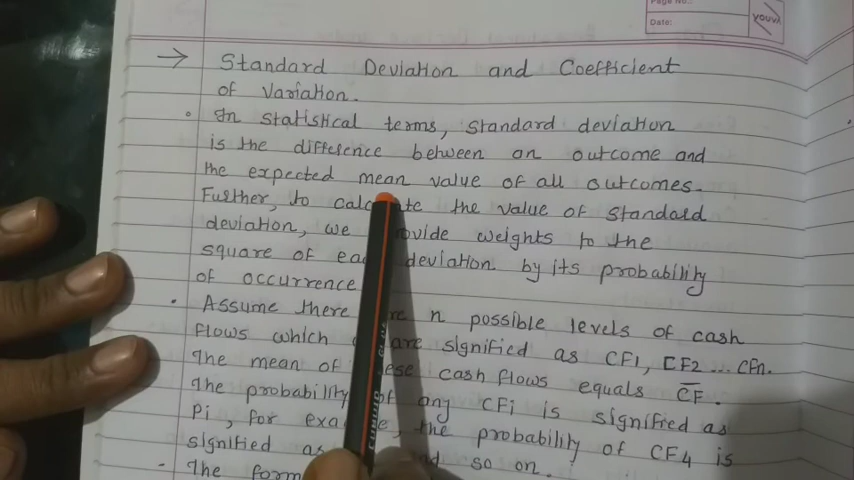 Page No.:
Date:
YOUVA
→ Standard Deviation and Coefficient
of Variation.
• In statistical terms, standard deviation
is the difference between an outcome and
the expected mean value of all outcomes.
Further, to calc te the value of standard
deviation, we ovide weights to the
square of ea deviation by its probability
of occurrence
• Assume there re n possible levels of cash
flows which are signified as CF1, CF2 ... CFn.
The mean of ese cash flows equals C̅F̅.
The probability of any CFi is signified as
Pi, for exa e, the probability of CF4 is
signified as d so on.
• The form